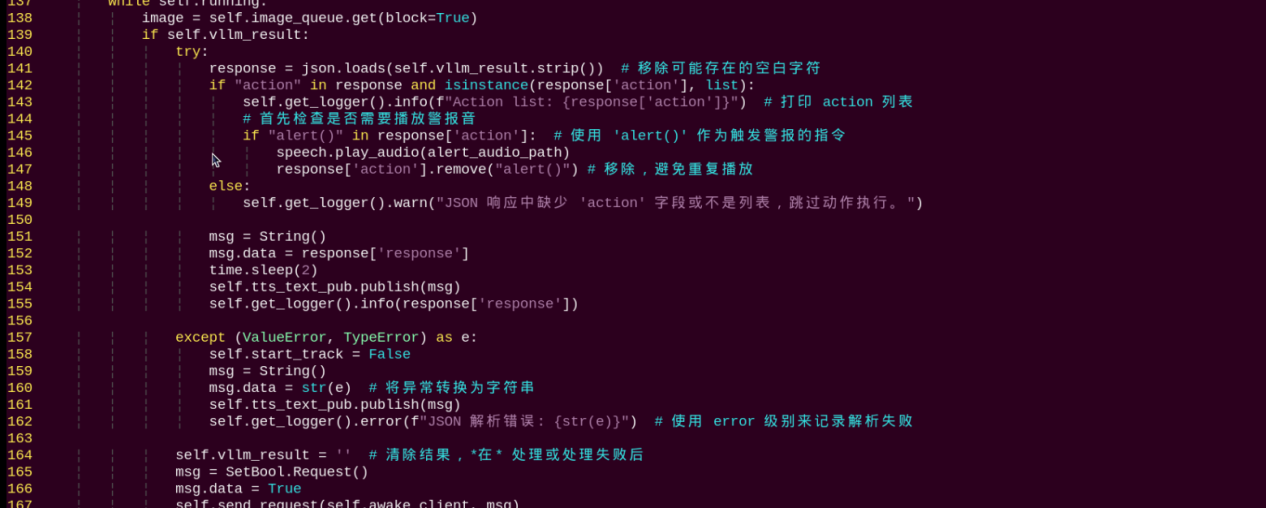 137 while self.running:
138 image = self.image_queue.get(block=True)
139 if self.vllm_result:
140 try:
141 response = json.loads(self.vllm_result.strip())  # 移除可能存在的空白字符
142 if "action" in response and isinstance(response['action'], list):
143 self.get_logger().info(f"Action list: {response['action']}")  # 打印 action 列表
144 # 首先检查是否需要播放警报音
145 if "alert()" in response['action']:  # 使用 'alert()' 作为触发警报的指令
146 speech.play_audio(alert_audio_path)
147 response['action'].remove("alert()") # 移除，避免重复播放
148 else:
149 self.get_logger().warn("JSON 响应中缺少 'action' 字段或不是列表，跳过动作执行。")
150
151 msg = String()
152 msg.data = response['response']
153 time.sleep(2)
154 self.tts_text_pub.publish(msg)
155 self.get_logger().info(response['response'])
156
157 except (ValueError, TypeError) as e:
158 self.start_track = False
159 msg = String()
160 msg.data = str(e)  # 将异常转换为字符串
161 self.tts_text_pub.publish(msg)
162 self.get_logger().error(f"JSON 解析错误: {str(e)}")  # 使用 error 级别来记录解析失败
163
164 self.vllm_result = ''  # 清除结果，*在* 处理或处理失败后
165 msg = SetBool.Request()
166 msg.data = True
167 self.send_request(self.awake_client, msg)